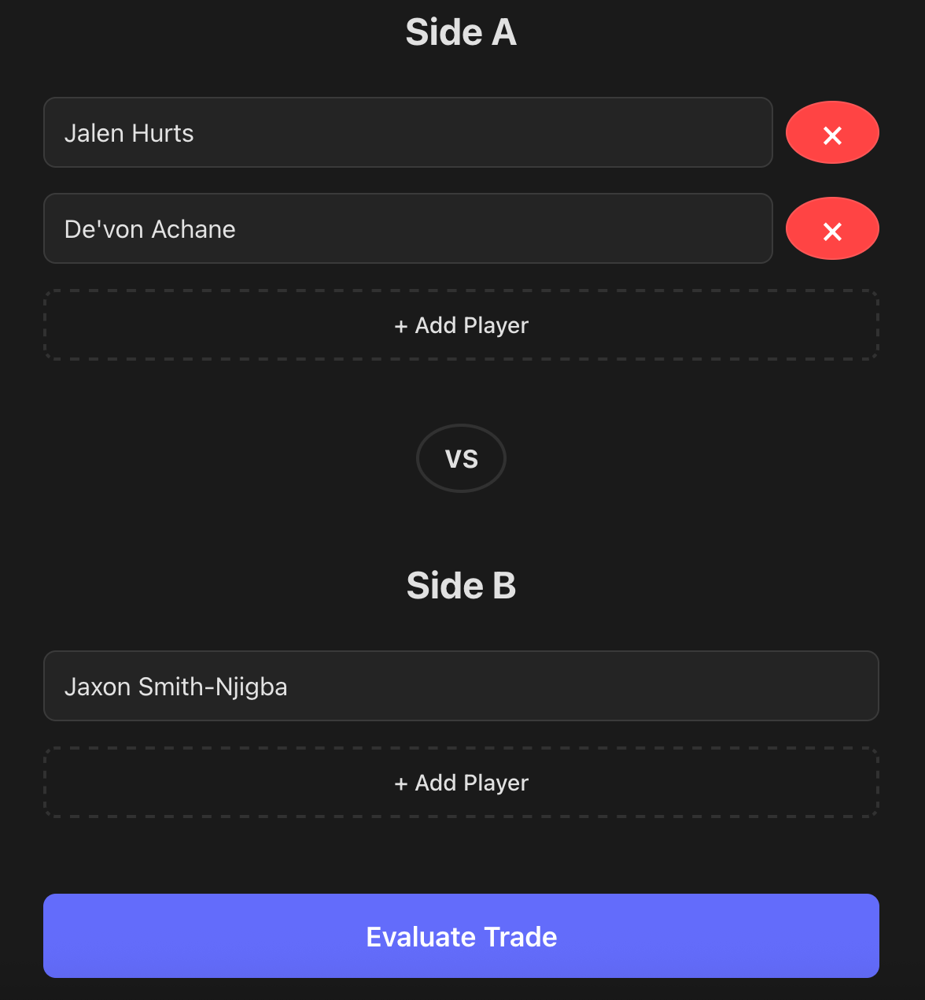 Side A
Jalen Hurts
×
De'von Achane
×
+ Add Player
VS
Side B
Jaxon Smith-Njigba
+ Add Player
Evaluate Trade